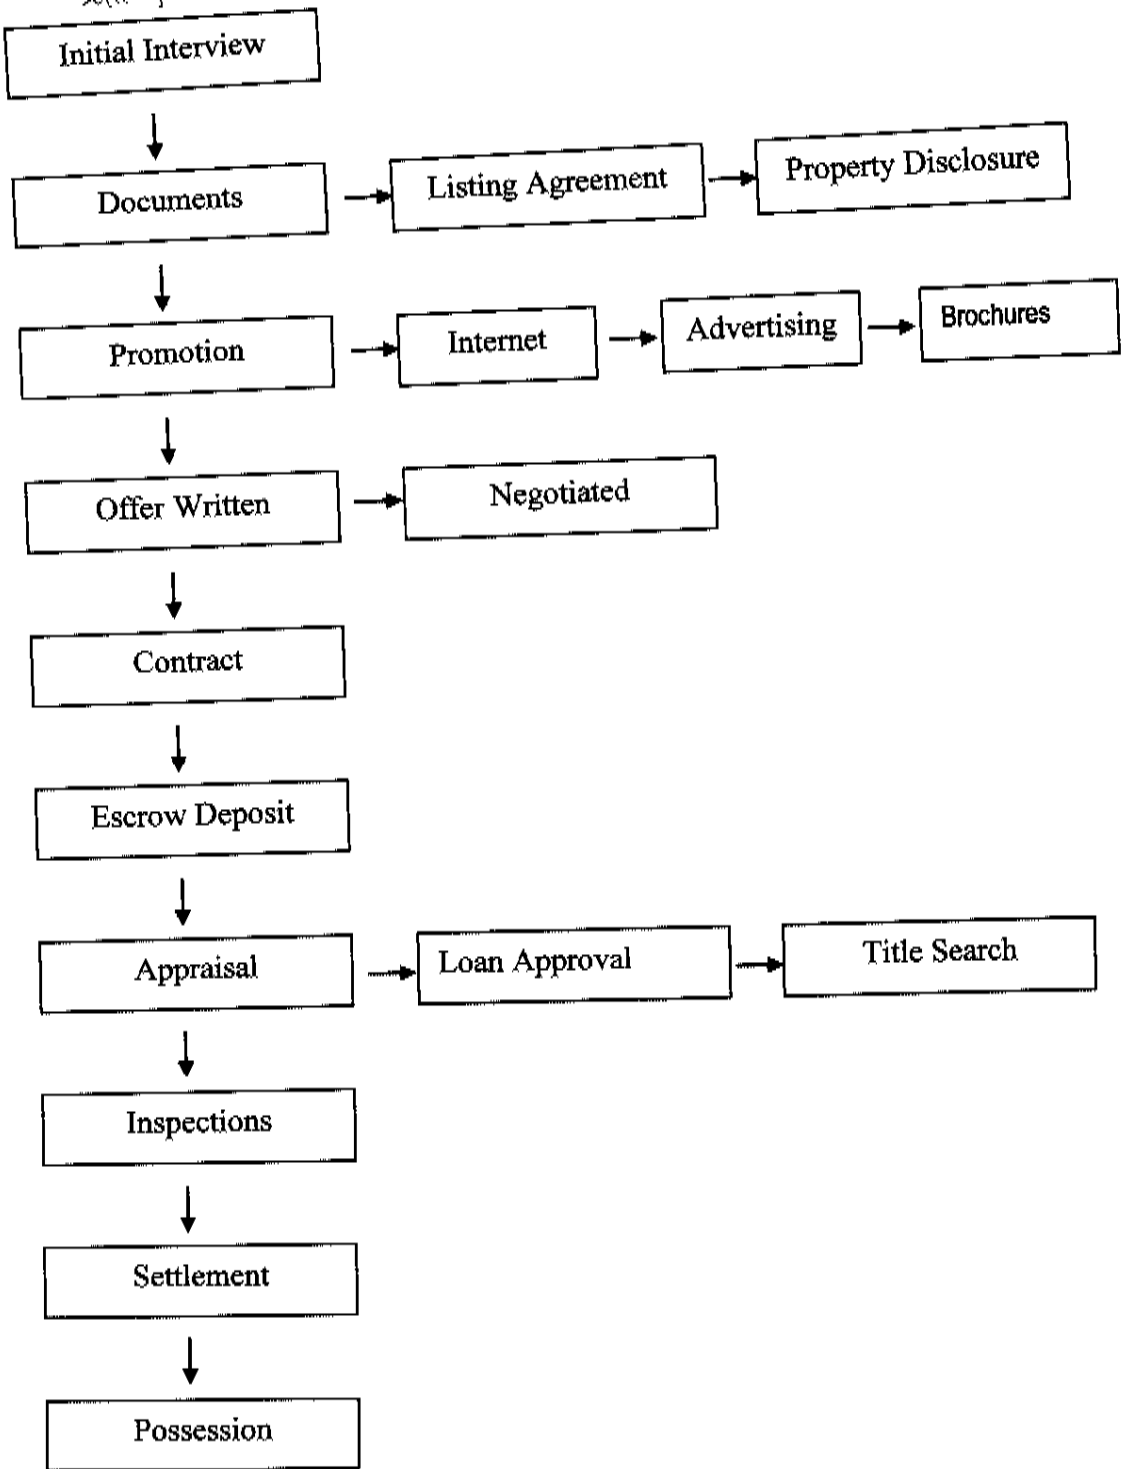 Initial Interview
Documents
Listing Agreement
Property Disclosure
Promotion
Internet
Advertising
Brochures
Offer Written
Negotiated
Contract
Escrow Deposit
Appraisal
Loan Approval
Title Search
Inspections
Settlement
Possession